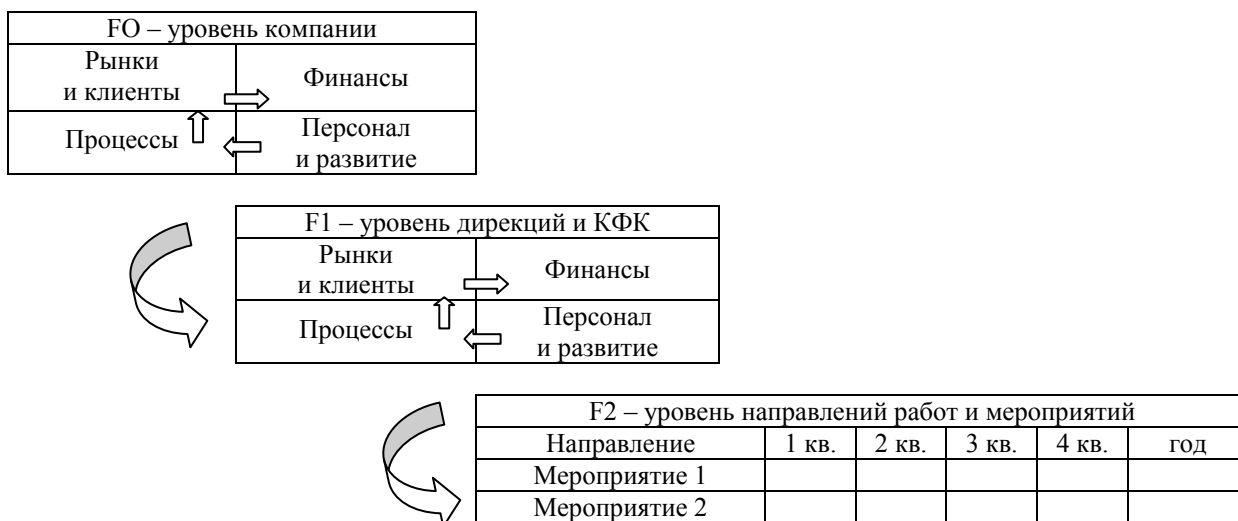 FO – уровень компании
Рынки
и клиенты
Финансы
Процессы
Персонал
и развитие
F1 – уровень дирекций и КФК
Рынки
и клиенты
Финансы
Процессы
Персонал
и развитие
F2 – уровень направлений работ и мероприятий
Направление 1 кв. 2 кв. 3 кв. 4 кв. год
Мероприятие 1
Мероприятие 2